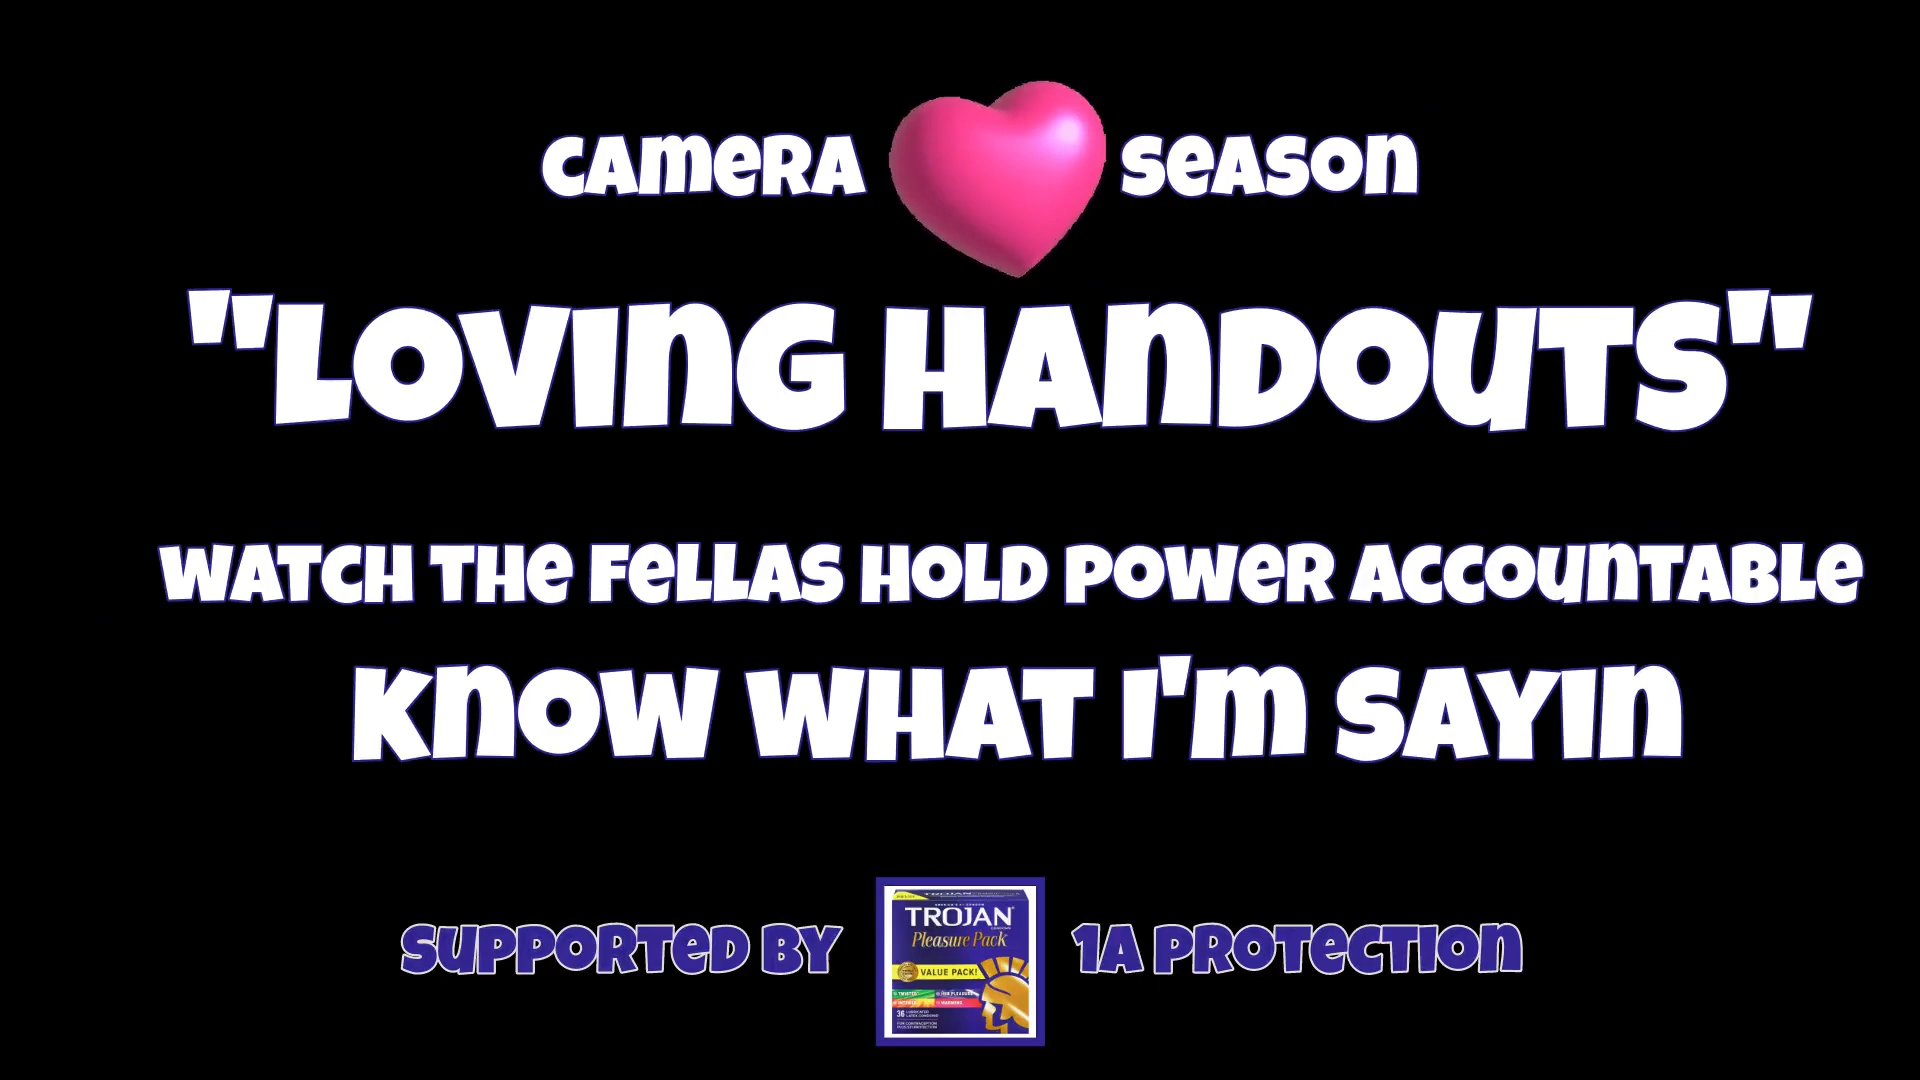 CAMERA SEASON
"LOVING HANDOUTS"
WATCH THE FELLAS HOLD POWER ACCOUNTABLE
KNOW WHAT I'M SAYIN
SUPPORTED BY 1A PROTECTION
TROJAN
Pleasure Pack
VALUE PACK!
36